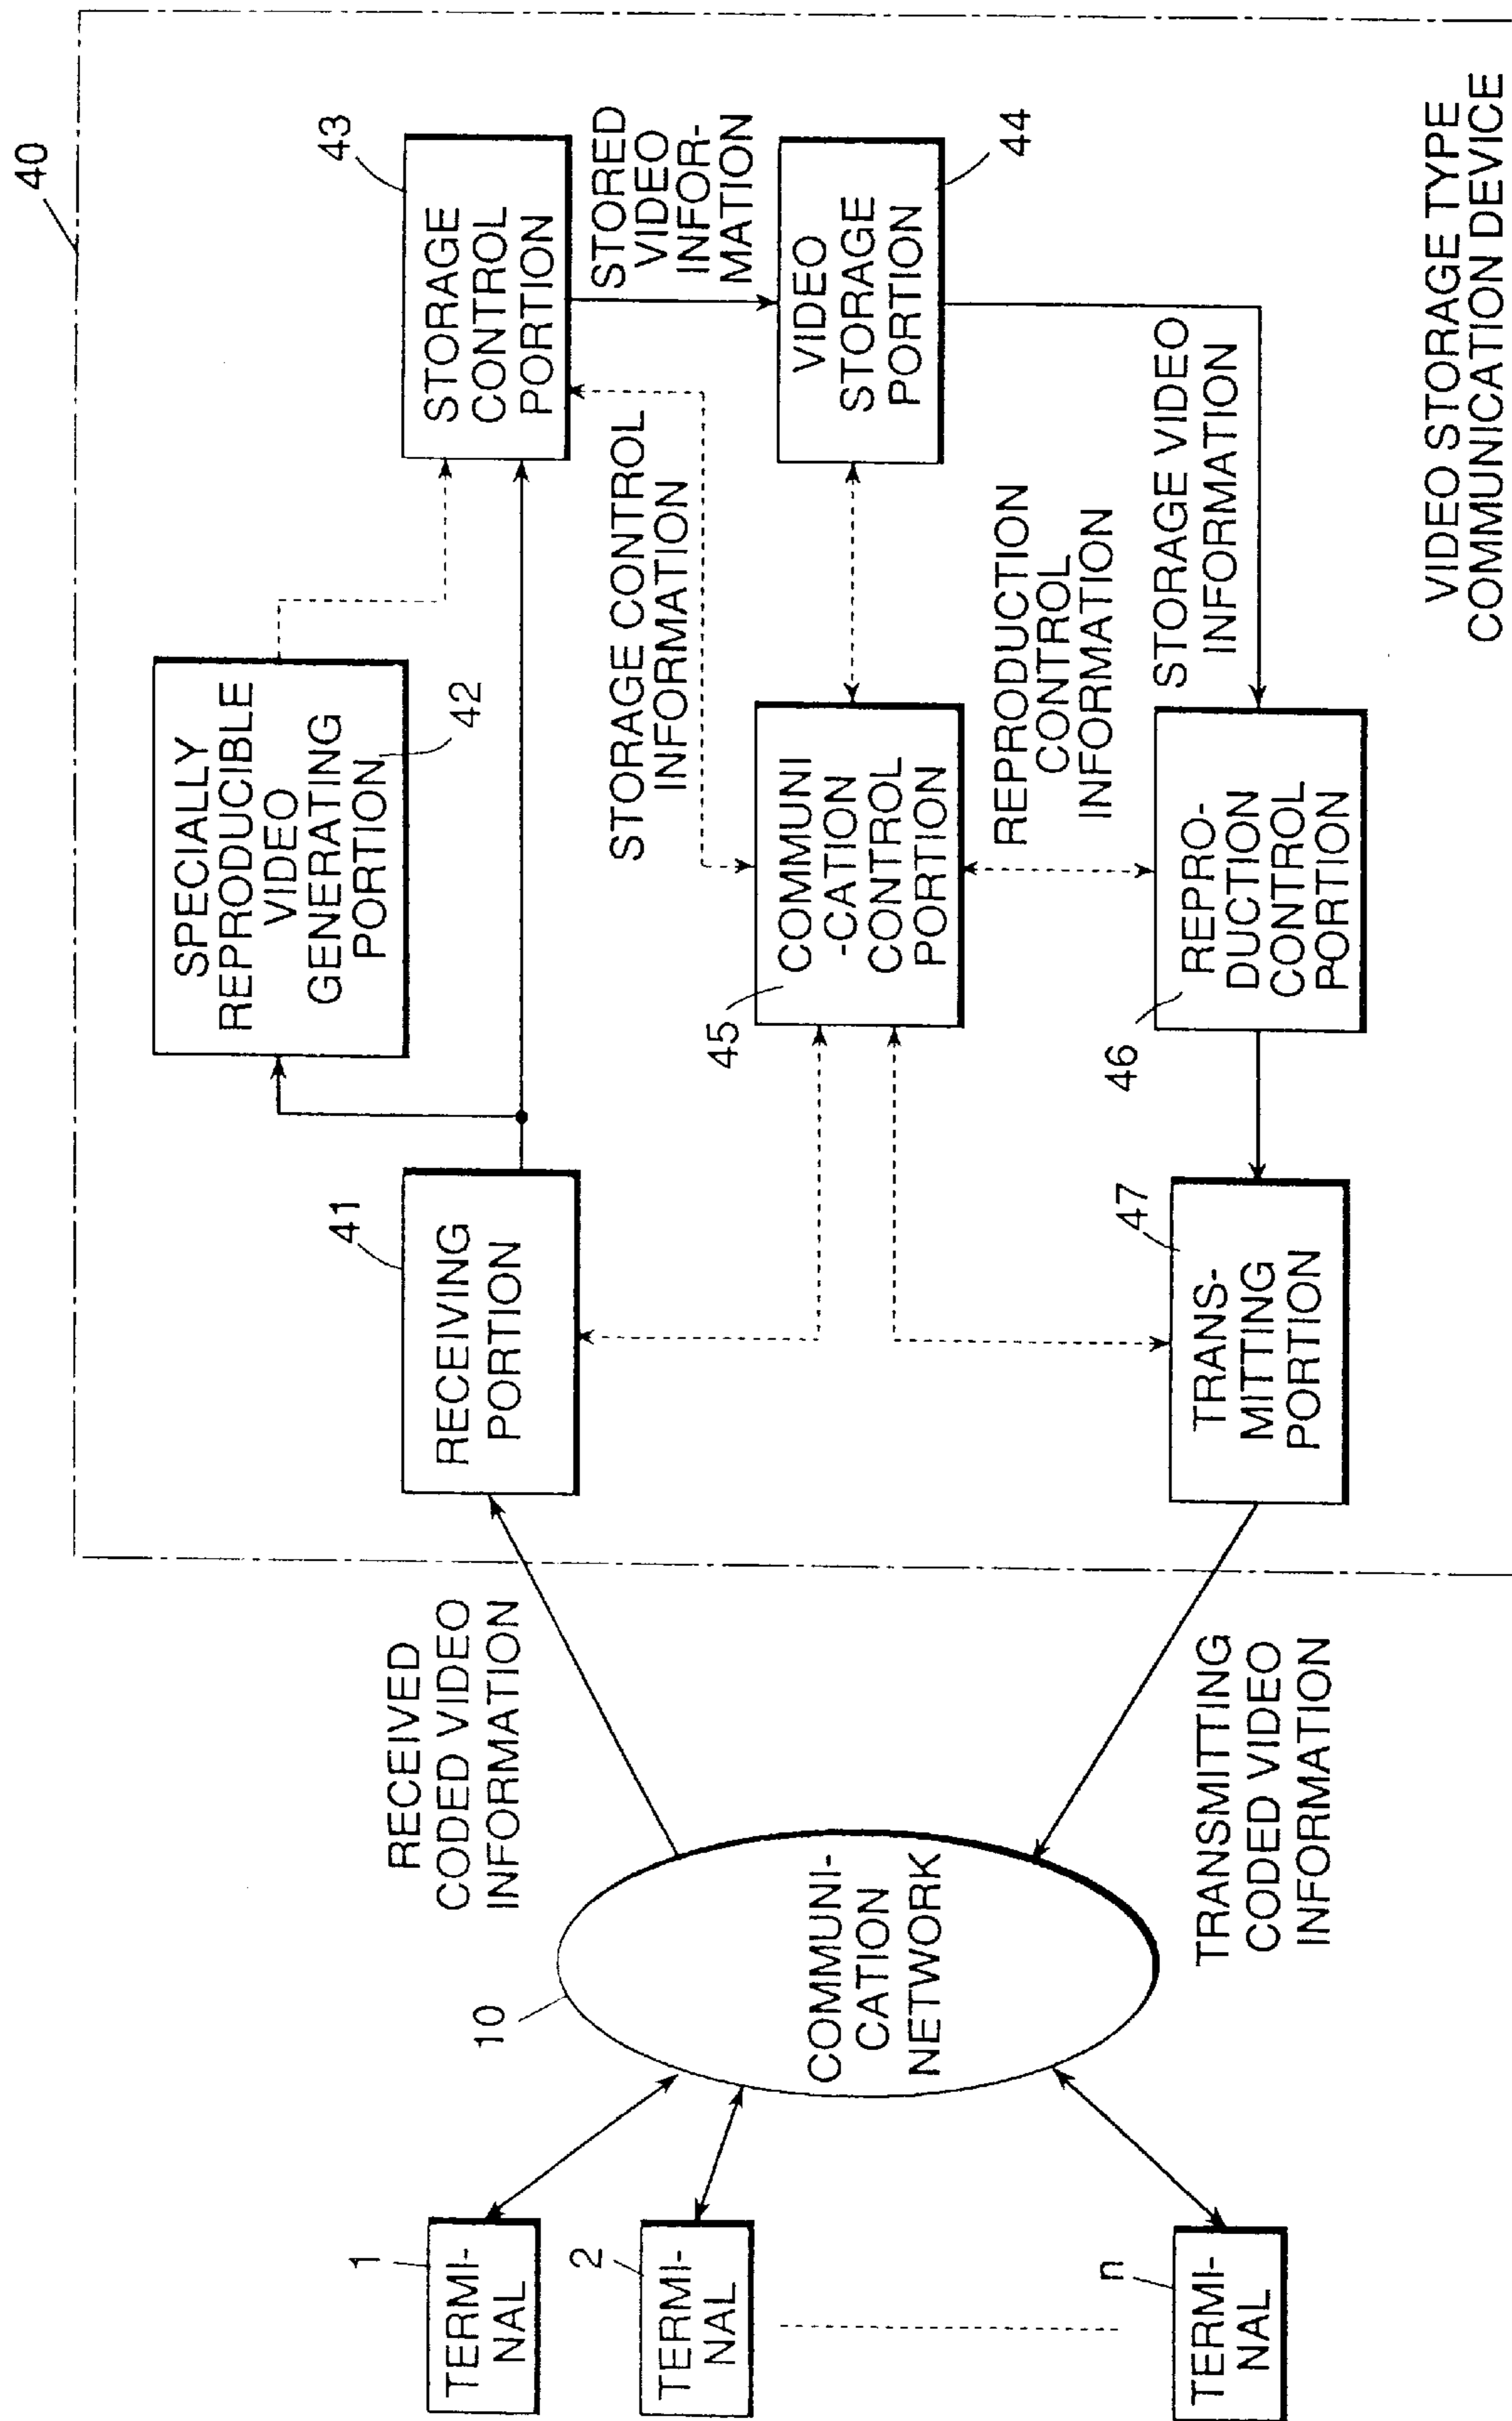 40
SPECIALLY
REPRODUCIBLE
VIDEO
GENERATING
PORTION
42
41
RECEIVING
PORTION
43
STORAGE
CONTROL
PORTION
STORED
VIDEO
INFOR-
MATION
RECEIVED
CODED VIDEO
INFORMATION
STORAGE CONTROL
INFORMATION
1
TERMI-
NAL
2
TERMI-
NAL
n
TERMI-
NAL
10
COMMUNI-
CATION
NETWORK
45
COMMUNI
-CATION
CONTROL
PORTION
VIDEO
STORAGE
PORTION
44
REPRODUCTION
CONTROL
INFORMATION
STORAGE VIDEO
INFORMATION
TRANSMITTING
CODED VIDEO
INFORMATION
47
TRANS-
MITTING
PORTION
46
REPRO-
DUCTION
CONTROL
PORTION
VIDEO STORAGE TYPE
COMMUNICATION DEVICE